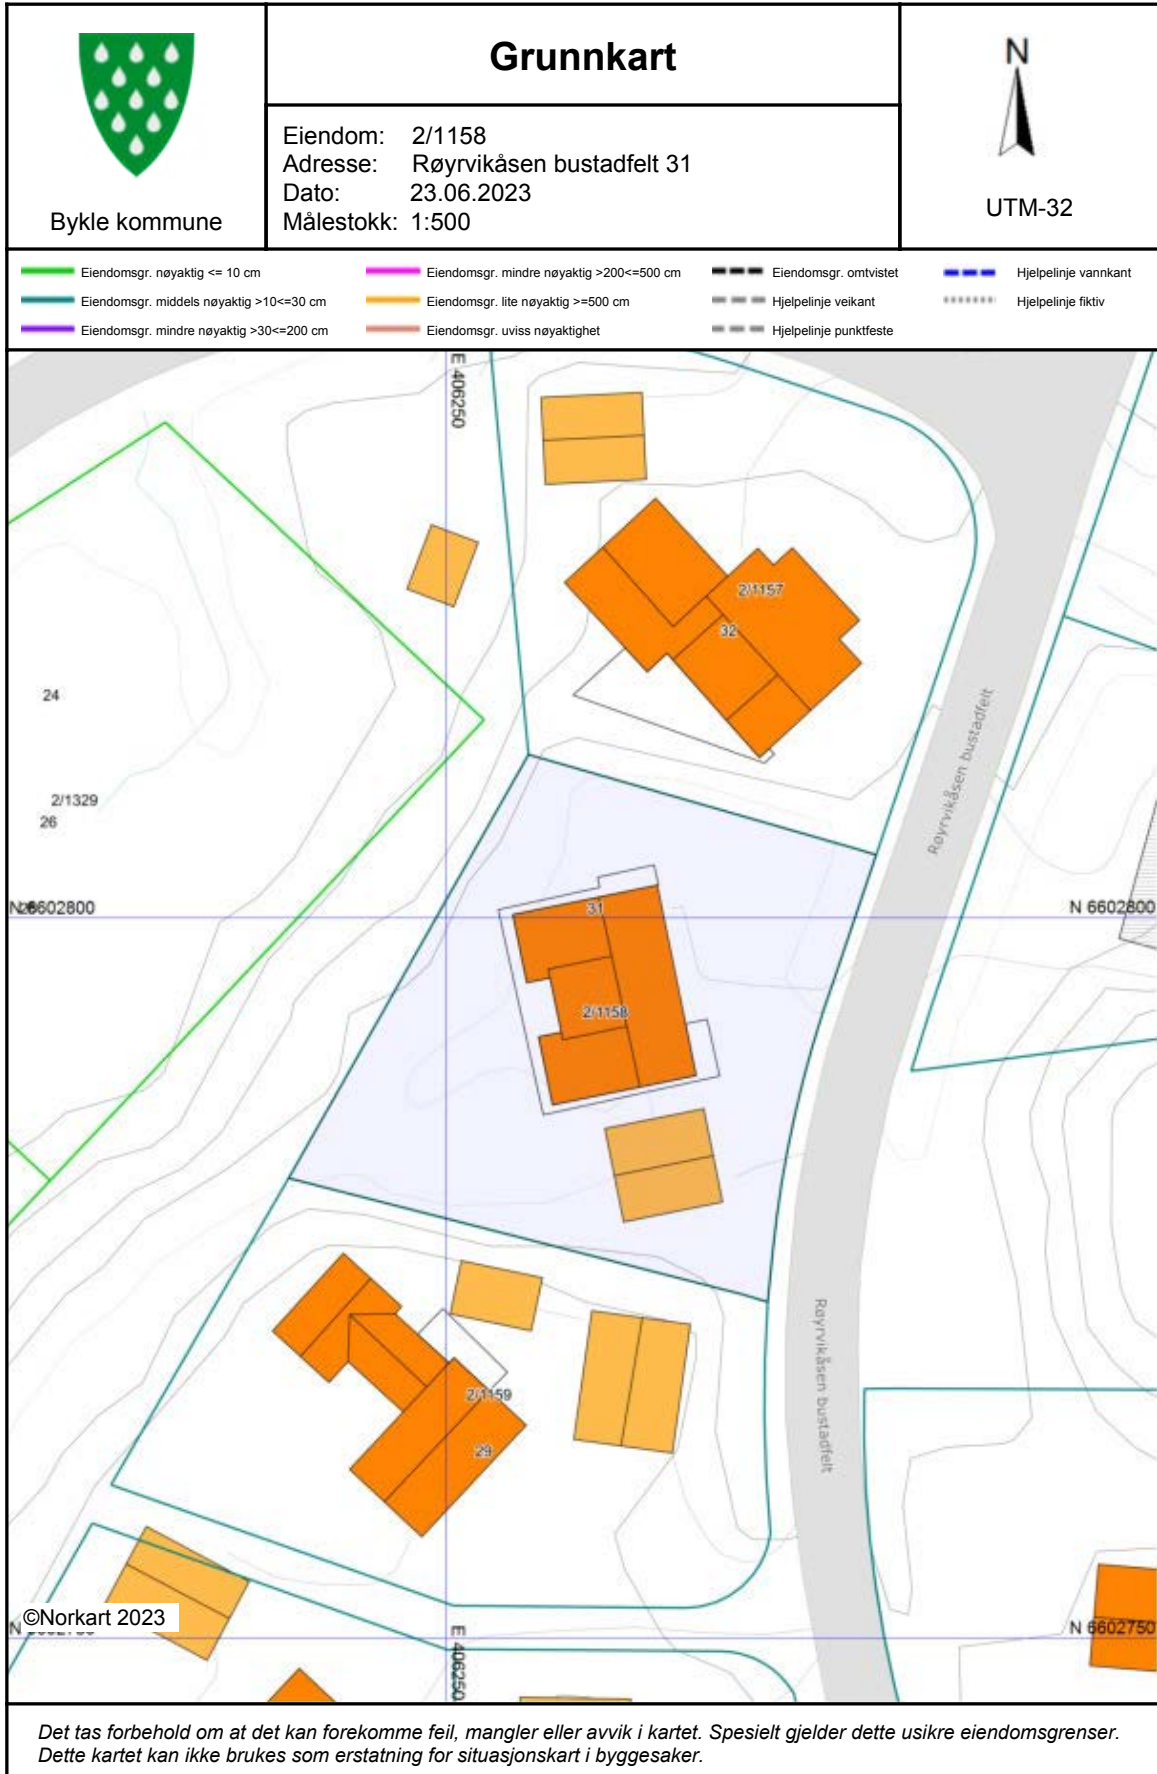 Bykle kommune
Grunnkart
Eiendom: 2/1158
Adresse: Røyrvikåsen bustadfelt 31
Dato: 23.06.2023
Målestokk: 1:500
N
UTM-32
Eiendomsgr. nøyaktig <= 10 cm
Eiendomsgr. middels nøyaktig >10<=30 cm
Eiendomsgr. mindre nøyaktig >30<=200 cm
Eiendomsgr. mindre nøyaktig >200<=500 cm
Eiendomsgr. lite nøyaktig >=500 cm
Eiendomsgr. uviss nøyaktighet
Eiendomsgr. omtvistet
Hjelpelinje veikant
Hjelpelinje punktfeste
Hjelpelinje vannkant
Hjelpelinje fiktiv
E 406250
2/1157
32
24
Røyrvikåsen bustadfelt
2/1329
26
N 6602800
31
N 6602800
2/1158
Røyrvikåsen bustadfelt
2/1159
29
©Norkart 2023
N
E 406250
N 6602750
Det tas forbehold om at det kan forekomme feil, mangler eller avvik i kartet. Spesielt gjelder dette usikre eiendomsgrenser.
Dette kartet kan ikke brukes som erstatning for situasjonskart i byggesaker.